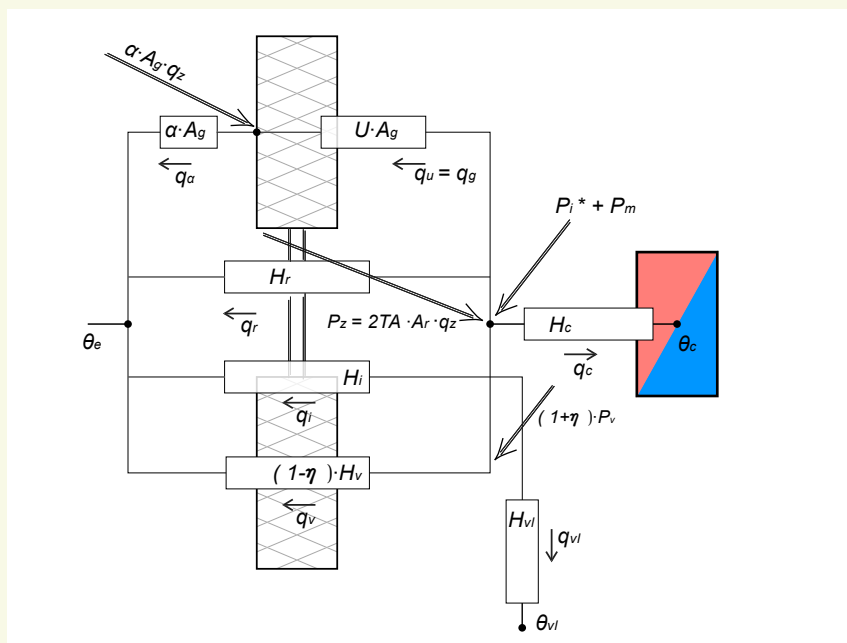 α·Ag·qz
α·Ag
U·Ag
qα
qu = qg
Pi* + Pm
Hr
qr
Pz = 2TA·Ar·qz
Hc
θe
θc
qc
Hi
qi
(1+η)·Pv
(1-η)·Hv
qv
Hvl
qvl
θvl